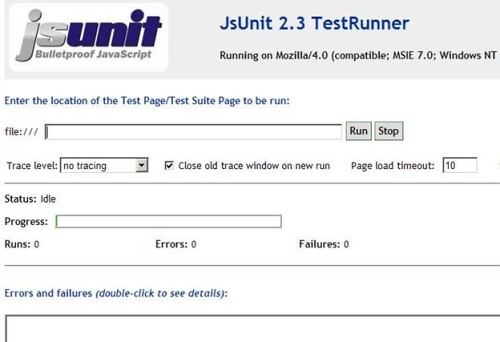 jsunit
Bulletproof JavaScript
JsUnit 2.3 TestRunner
Running on Mozilla/4.0 (compatible; MSIE 7.0; Windows NT
Enter the location of the Test Page/Test Suite Page to be run:
file:/// Run Stop
Trace level: no tracing Close old trace window on new run Page load timeout: 10
Status: Idle
Progress:
Runs: 0 Errors: 0 Failures: 0
Errors and failures (double-click to see details):